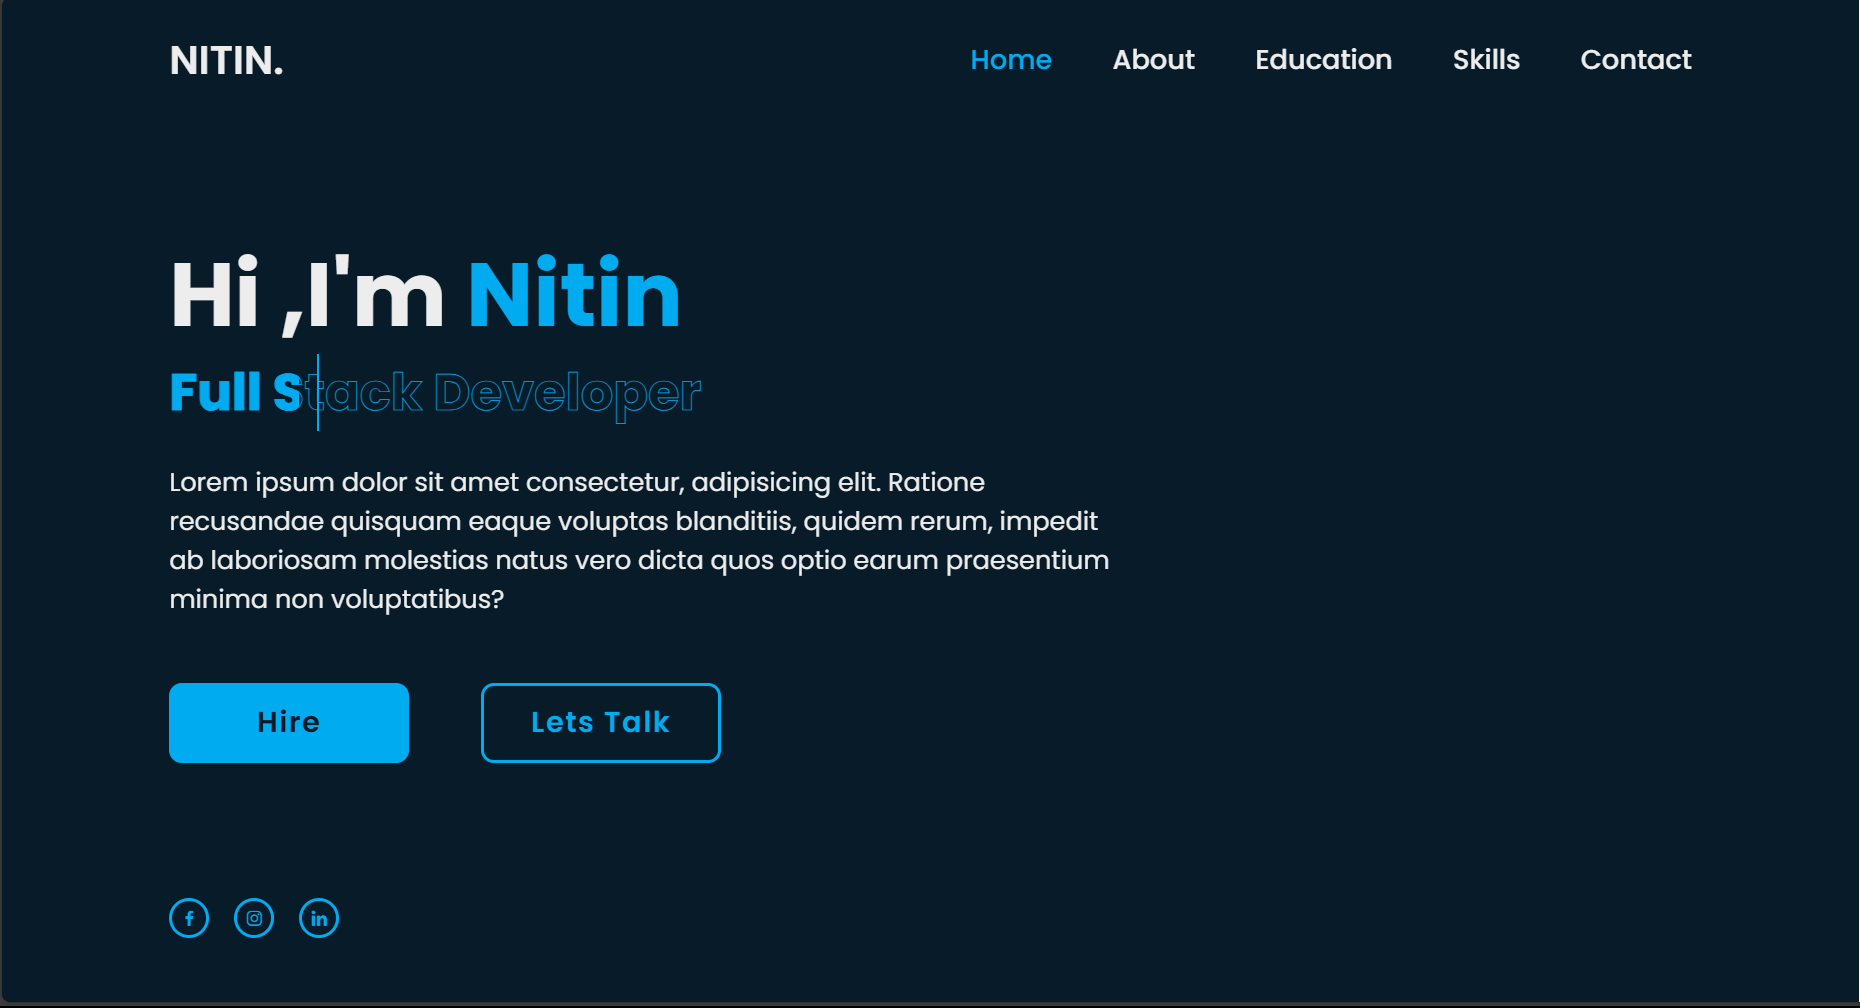 NITIN.
Home About Education Skills Contact
Hi ,I'm Nitin
Full Stack Developer
Lorem ipsum dolor sit amet consectetur, adipisicing elit. Ratione
recusandae quisquam eaque voluptas blanditiis, quidem rerum, impedit
ab laboriosam molestias natus vero dicta quos optio earum praesentium
minima non voluptatibus?
Hire
Lets Talk